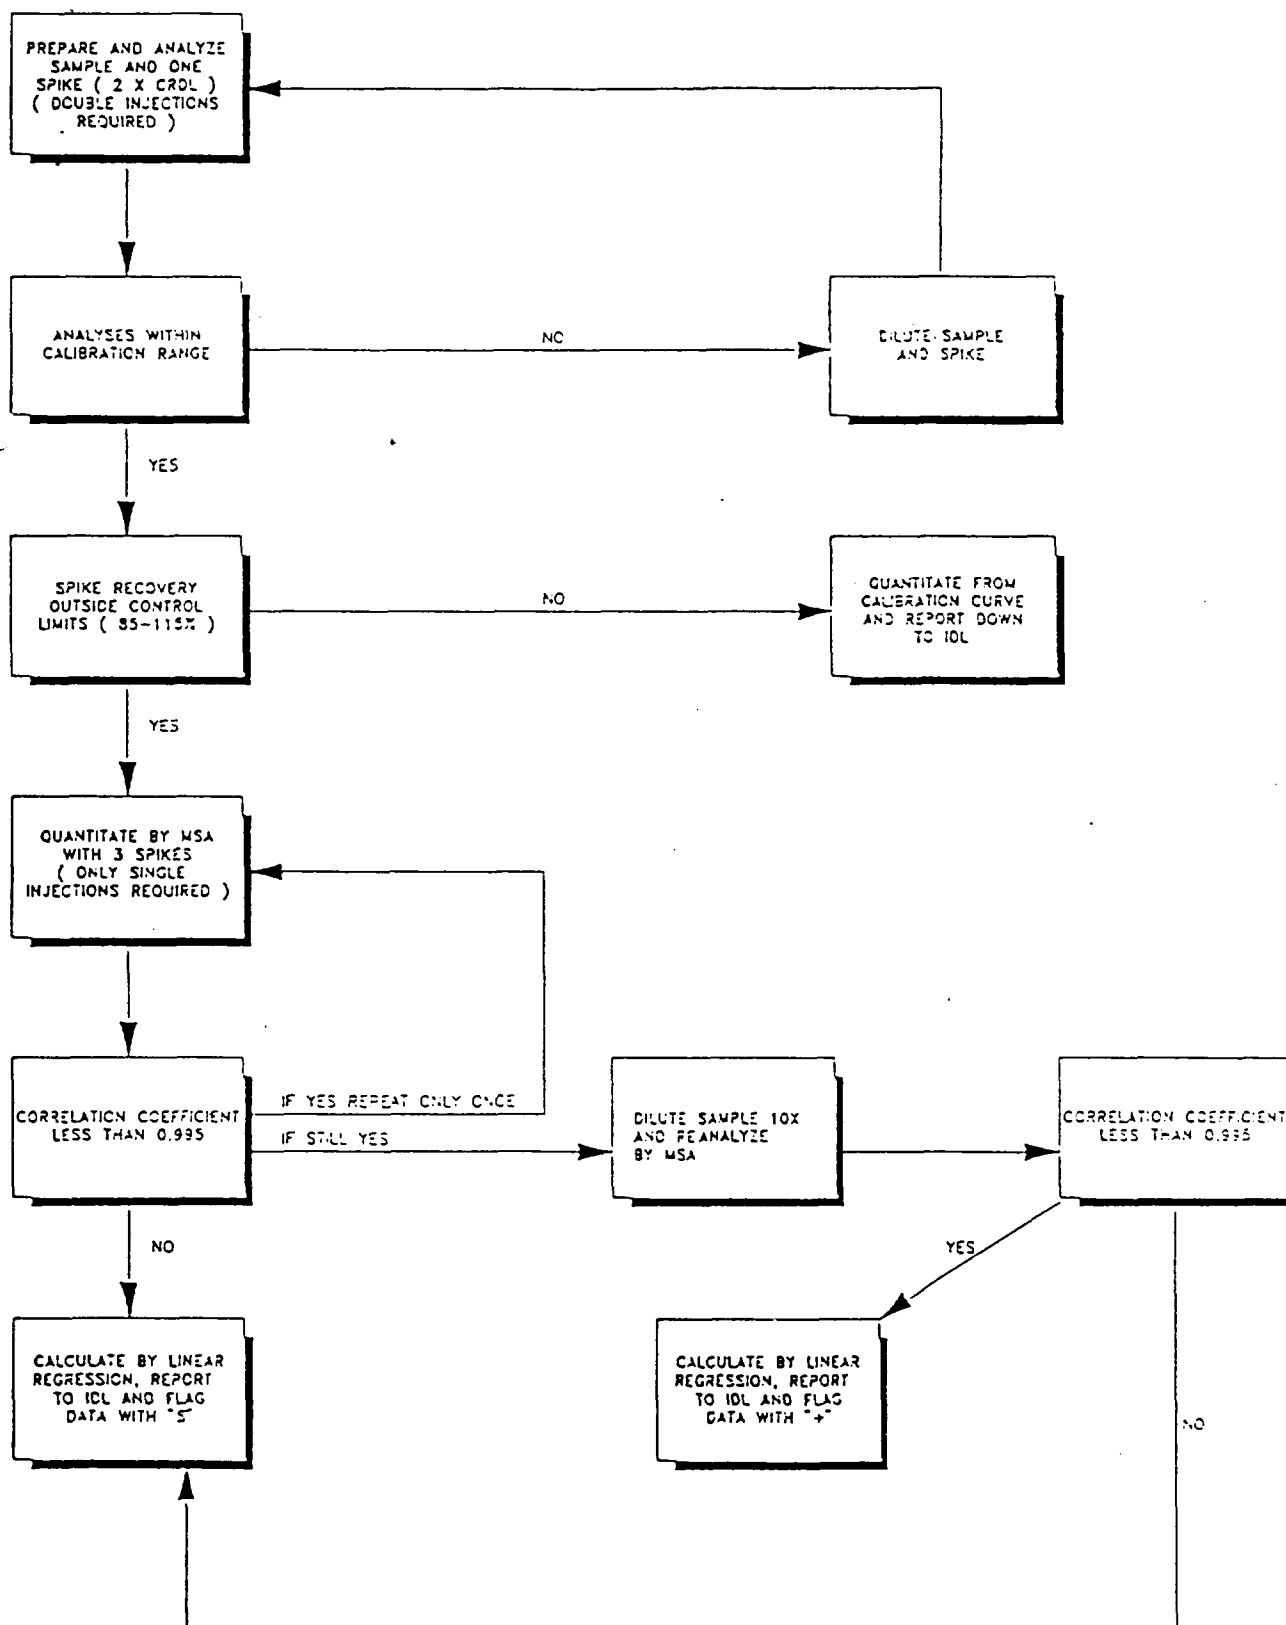 PREPARE AND ANALYZE
SAMPLE AND ONE
SPIKE ( 2 X CRDL )
( DOUBLE INJECTIONS
REQUIRED )
ANALYSES WITHIN
CALIBRATION RANGE
NO
DILUTE SAMPLE
AND SPIKE
YES
SPIKE RECOVERY
OUTSIDE CONTROL
LIMITS ( 85-115% )
NO
QUANTITATE FROM
CALIBRATION CURVE
AND REPORT DOWN
TO IDL
YES
QUANTITATE BY MSA
WITH 3 SPIKES
( ONLY SINGLE
INJECTIONS REQUIRED )
CORRELATION COEFFICIENT
LESS THAN 0.995
IF YES REPEAT ONLY ONCE
IF STILL YES
DILUTE SAMPLE 10X
AND REANALYZE
BY MSA
CORRELATION COEFFICIENT
LESS THAN 0.995
NO
YES
CALCULATE BY LINEAR
REGRESSION, REPORT
TO IDL AND FLAG
DATA WITH "S"
CALCULATE BY LINEAR
REGRESSION, REPORT
TO IDL AND FLAG
DATA WITH "+"
NO